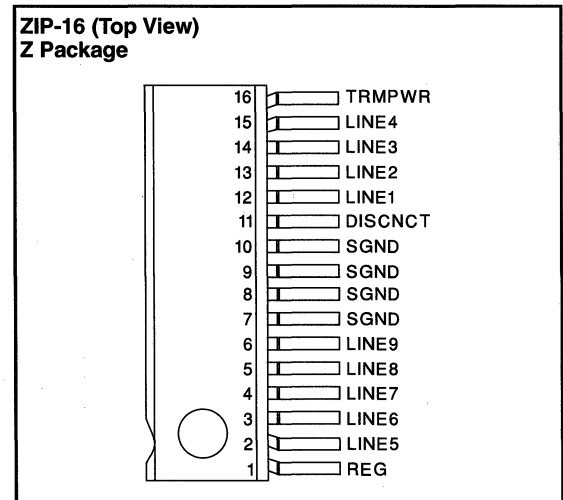 ZIP-16 (Top View)
Z Package
16 TRMPWR
15 LINE4
14 LINE3
13 LINE2
12 LINE1
11 DISCNCT
10 SGND
9 SGND
8 SGND
7 SGND
6 LINE9
5 LINE8
4 LINE7
3 LINE6
2 LINE5
1 REG